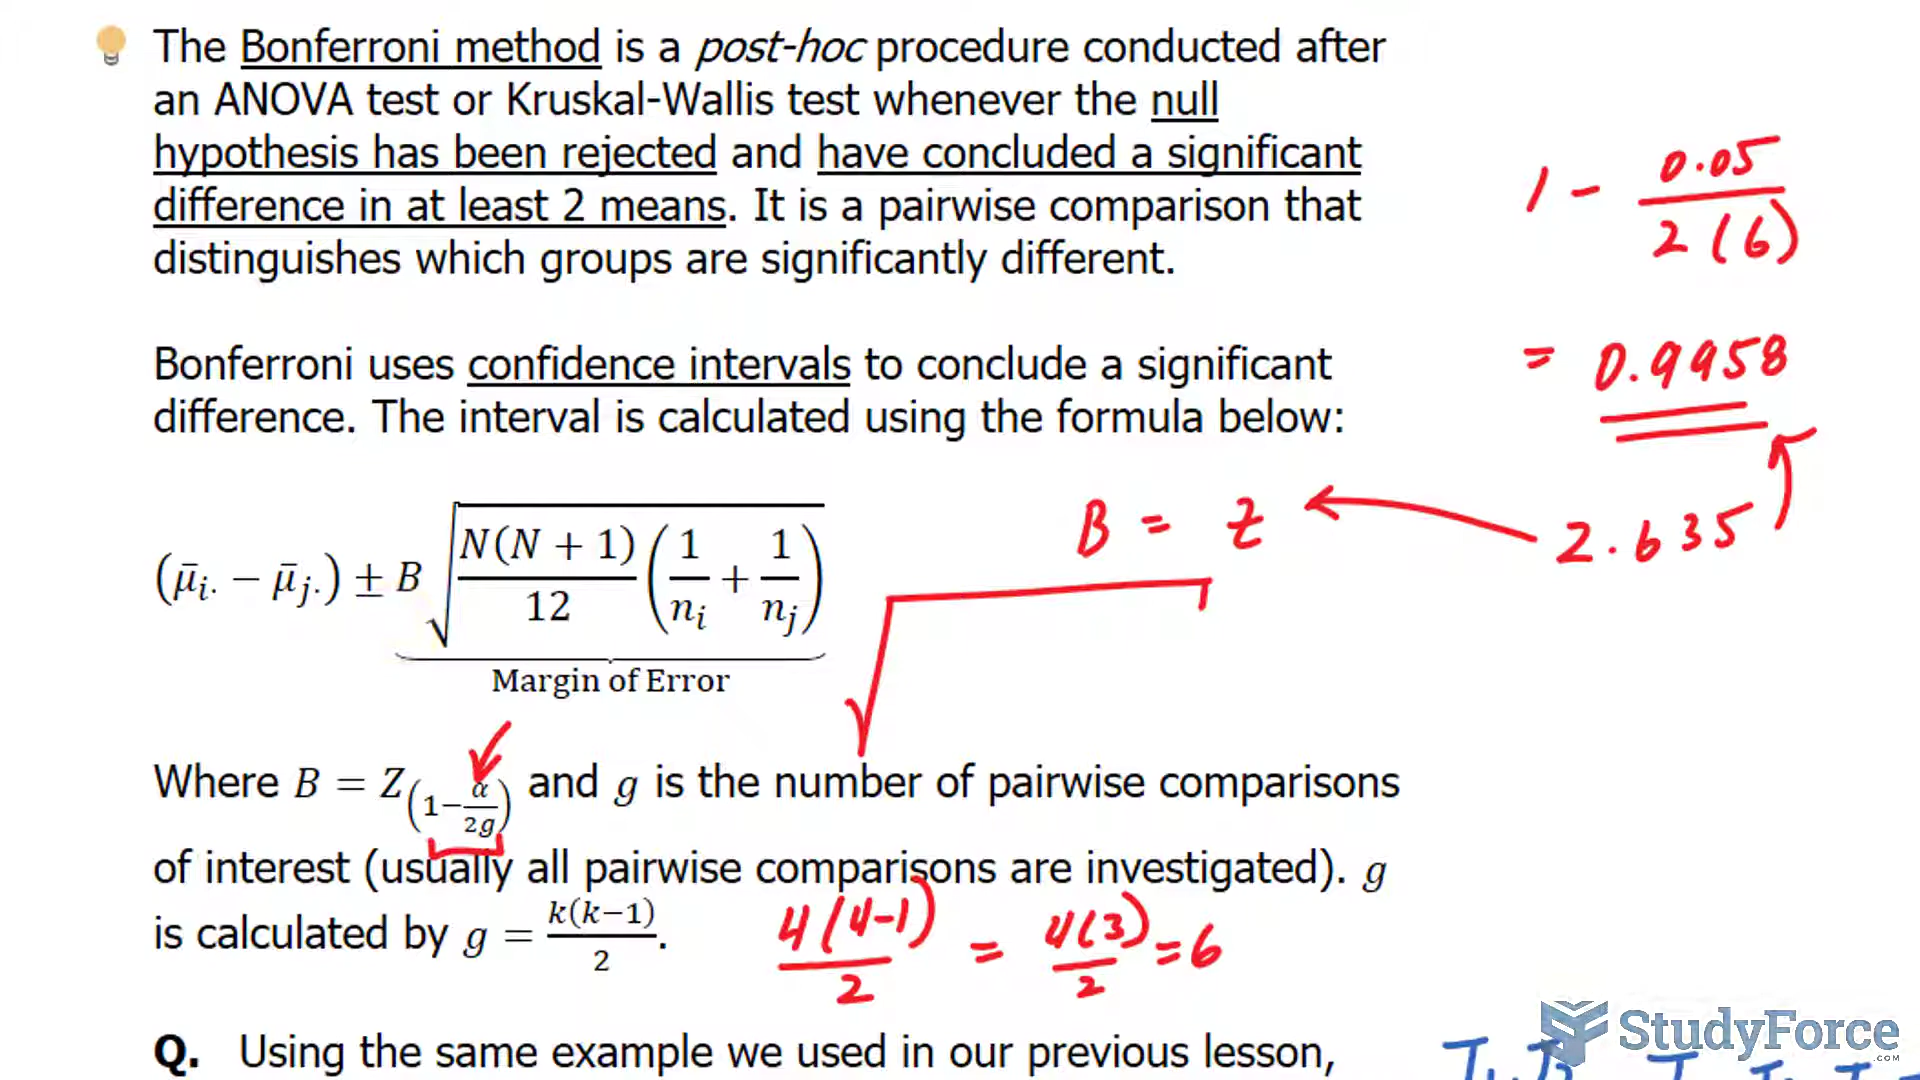 The Bonferroni method is a post-hoc procedure conducted after
an ANOVA test or Kruskal-Wallis test whenever the null
hypothesis has been rejected and have concluded a significant
difference in at least 2 means. It is a pairwise comparison that
distinguishes which groups are significantly different.
1 - 0.05 / 2(6)
= 0.9958
Bonferroni uses confidence intervals to conclude a significant
difference. The interval is calculated using the formula below:
B = Z
2.635
(μ̄i. − μ̄j.) ± B √(N(N + 1)/12 (1/ni + 1/nj))
Margin of Error
Where B = Z(1−α/2g) and g is the number of pairwise comparisons
of interest (usually all pairwise comparisons are investigated). g
is calculated by g = k(k−1)/2.
4(4-1)/2 = 4(3)/2 = 6
Q. Using the same example we used in our previous lesson,
StudyForce
.COM